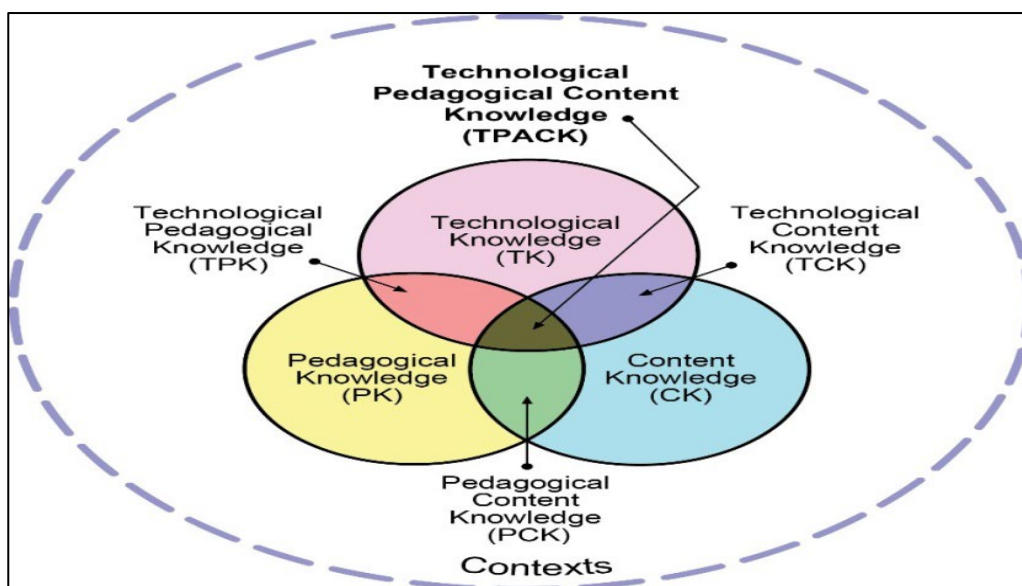 Technological
Pedagogical Content
Knowledge
(TPACK)
Technological
Pedagogical
Knowledge
(TPK)
Technological
Knowledge
(TK)
Technological
Content
Knowledge
(TCK)
Pedagogical
Knowledge
(PK)
Content
Knowledge
(CK)
Pedagogical
Content
Knowledge
(PCK)
Contexts